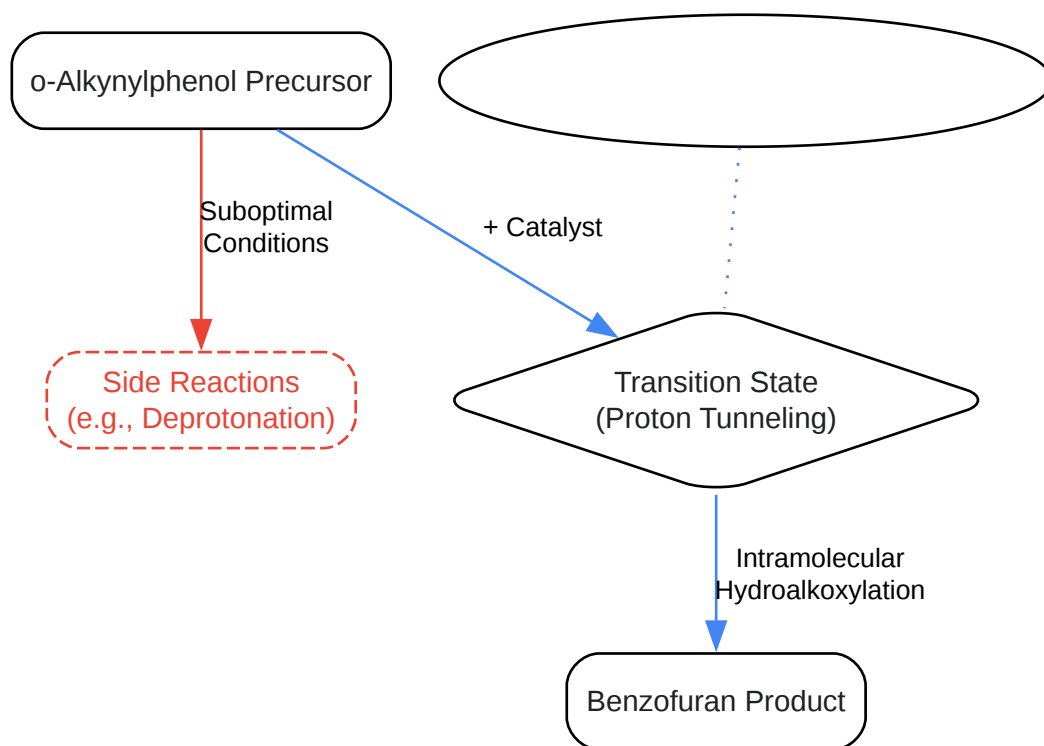 o-Alkynylphenol Precursor
Suboptimal
Conditions
+ Catalyst
Side Reactions
(e.g., Deprotonation)
Transition State
(Proton Tunneling)
Intramolecular
Hydroalkoxylation
Benzofuran Product